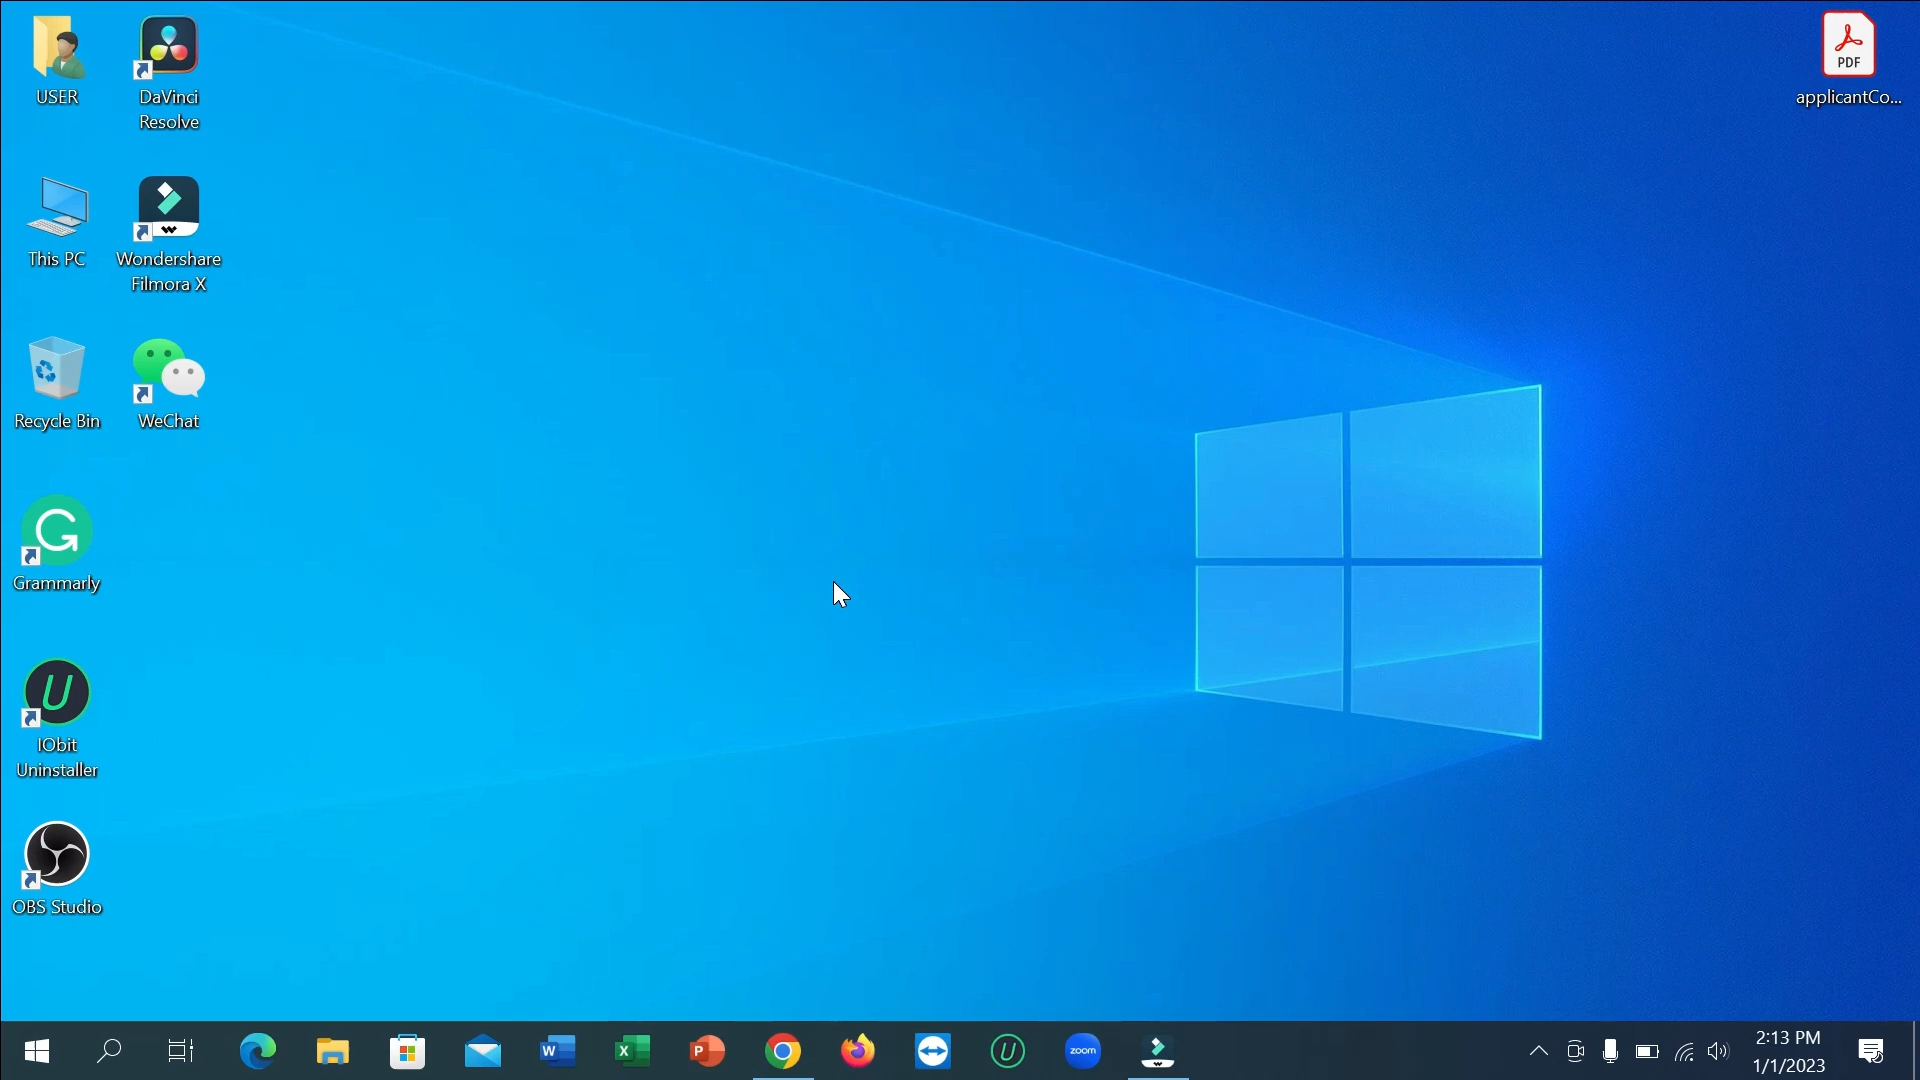 USER
DaVinci
Resolve
PDF
applicantCo...
This PC
Wondershare
Filmora X
Recycle Bin
WeChat
Grammarly
IObit
Uninstaller
OBS Studio
W
X
P
zoom
2:13 PM
1/1/2023